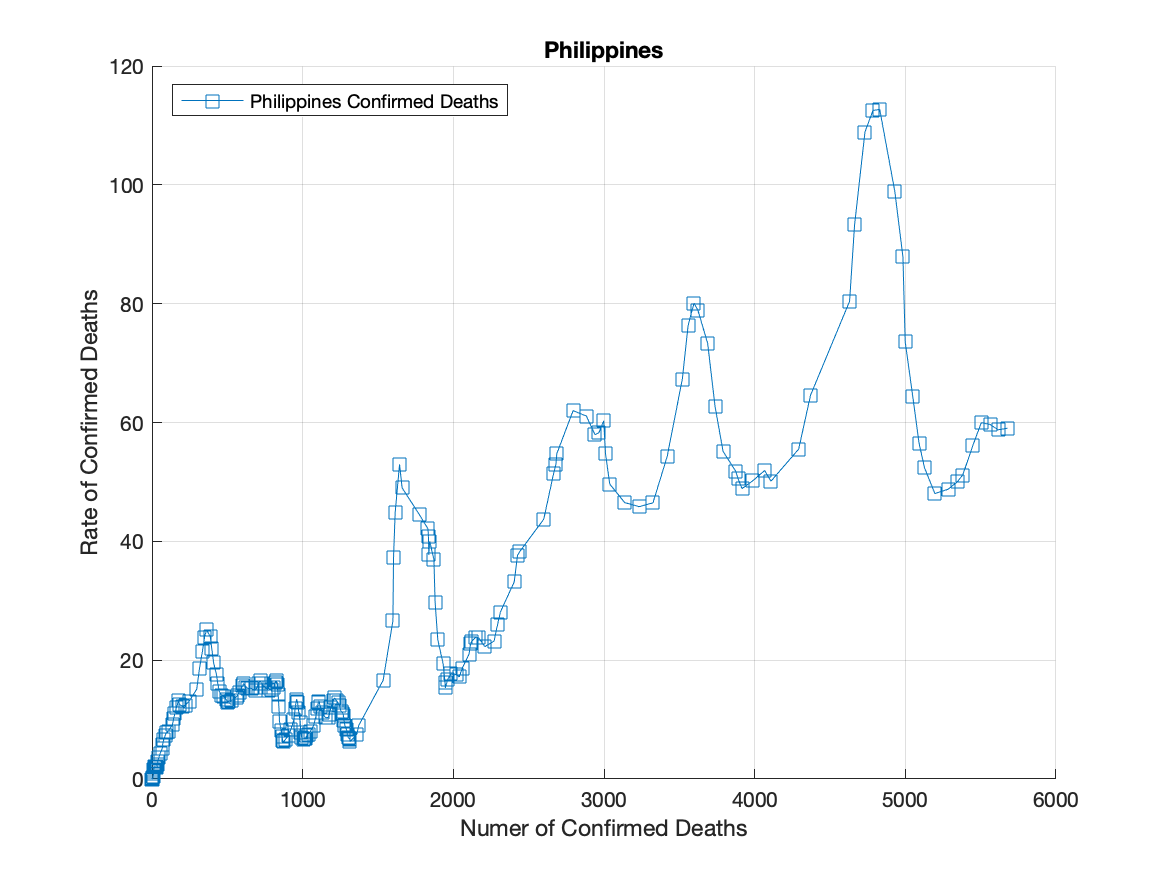 Philippines
Philippines Confirmed Deaths
120
100
80
60
40
20
0
Rate of Confirmed Deaths
0 1000 2000 3000 4000 5000 6000
Numer of Confirmed Deaths